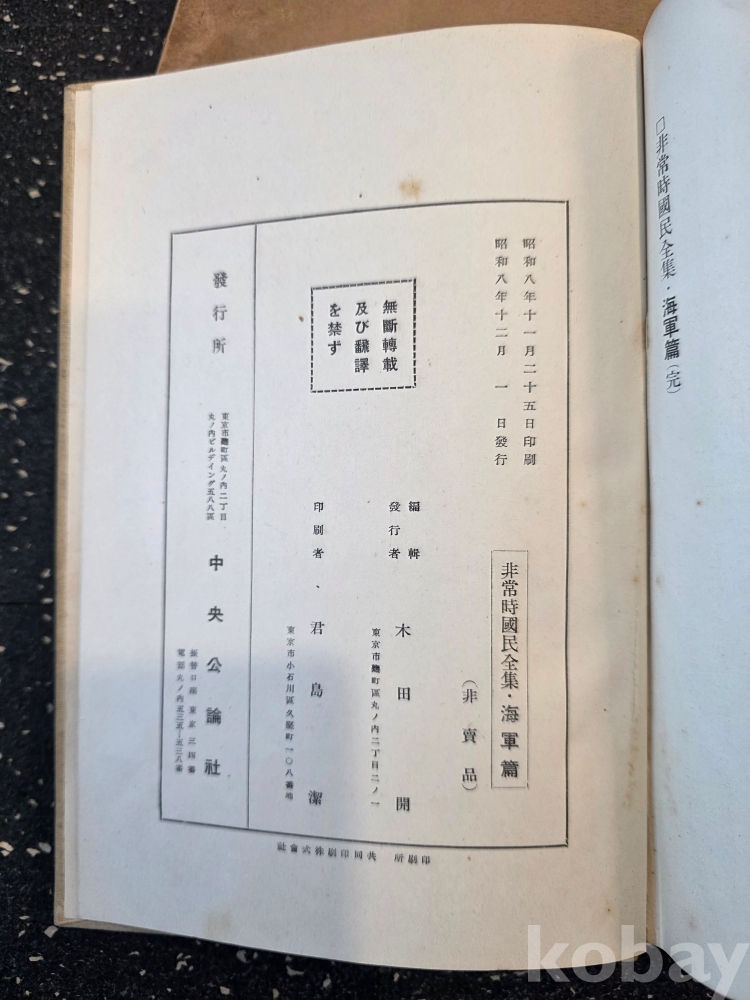 □非常時國民全集・海軍篇(完)
昭和八年十一月二十五日印刷
昭和八年十二月 一 日發行
非常時國民全集・海軍篇
(非賣品)
無斷轉載
及び飜譯
を禁ず
編輯
發行者
木田開
東京市麹町區丸ノ内二丁目二ノ一
印刷者
君島潔
東京市小石川區久堅町一〇八番地
發行所
東京市麹町區丸ノ内二丁目
丸ノ内ビルデイング五八八區
中央公論社
振替口座 東京 三四番
電話丸ノ内五三五―五三八番
印刷所 共同印刷株式會社
kobay